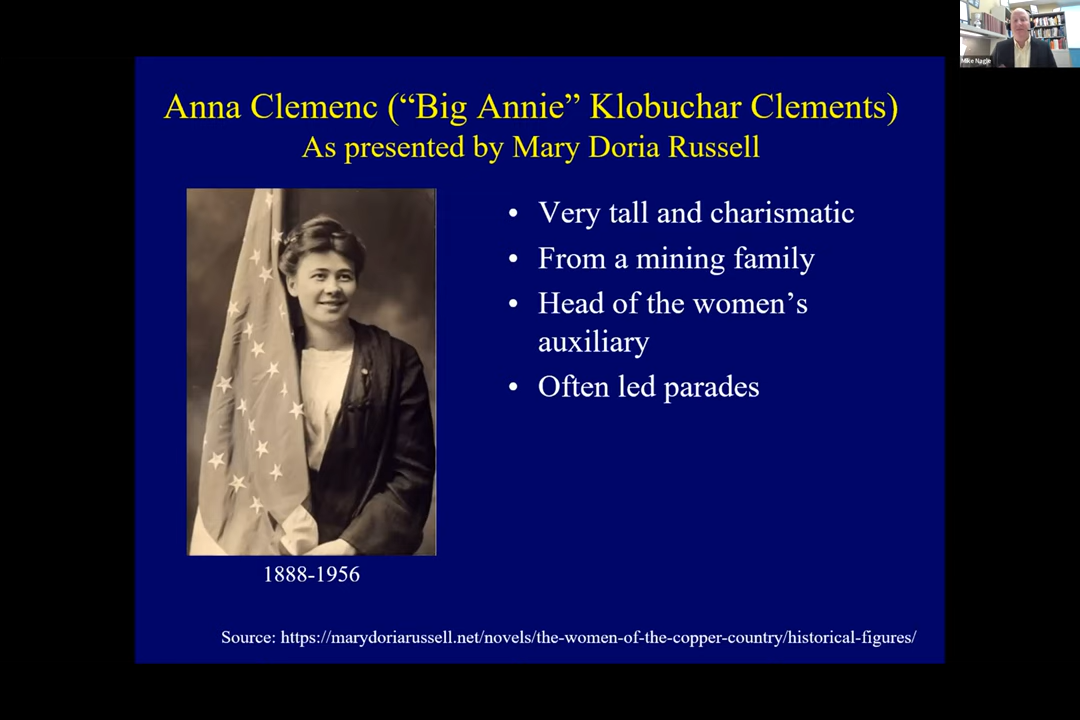 Anna Clemenc (“Big Annie” Klobuchar Clements)
As presented by Mary Doria Russell
• Very tall and charismatic
• From a mining family
• Head of the women’s
auxiliary
• Often led parades
1888-1956
Source: https://marydoriarussell.net/novels/the-women-of-the-copper-country/historical-figures/
Mike Nagle